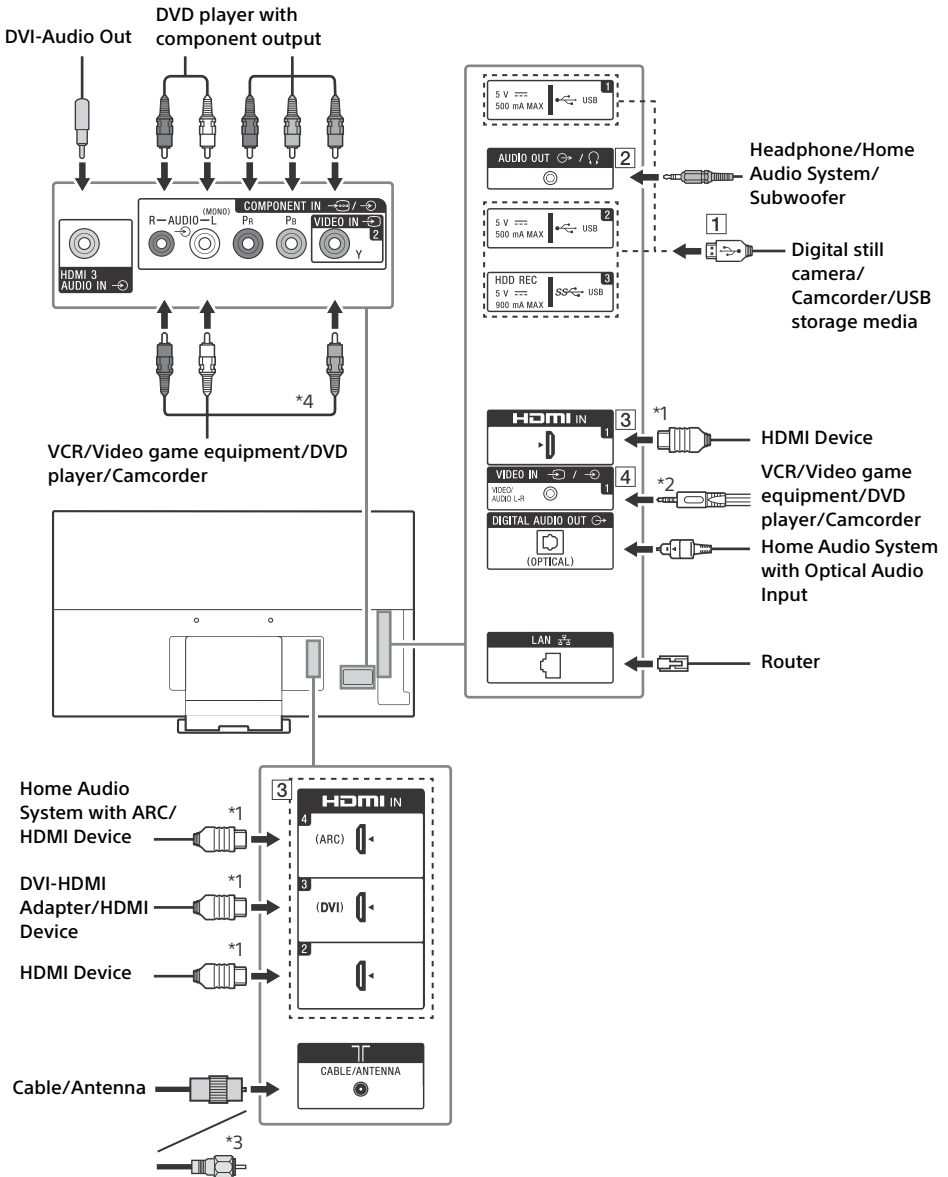 DVI-Audio Out
DVD player with
component output
HDMI 3
AUDIO IN
R—AUDIO—L
(MONO)
COMPONENT IN /
PR
PB
VIDEO IN
2
Y
*4
VCR/Video game equipment/DVD
player/Camcorder
5 V
500 mA MAX
USB
1
AUDIO OUT /
2
Headphone/Home
Audio System/
Subwoofer
5 V
500 mA MAX
USB
2
1
Digital still
camera/
Camcorder/USB
storage media
HDD REC
5 V
900 mA MAX
SS USB
3
HDMI IN
1
3
*1
HDMI Device
VIDEO IN /
VIDEO/
AUDIO L-R
1
4
*2
VCR/Video game
equipment/DVD
player/Camcorder
DIGITAL AUDIO OUT
(OPTICAL)
Home Audio System
with Optical Audio
Input
LAN
Router
3
HDMI IN
Home Audio
System with ARC/
HDMI Device
*1
4
(ARC)
DVI-HDMI
Adapter/HDMI
Device
*1
3
(DVI)
HDMI Device
*1
2
Cable/Antenna
CABLE/ANTENNA
*3